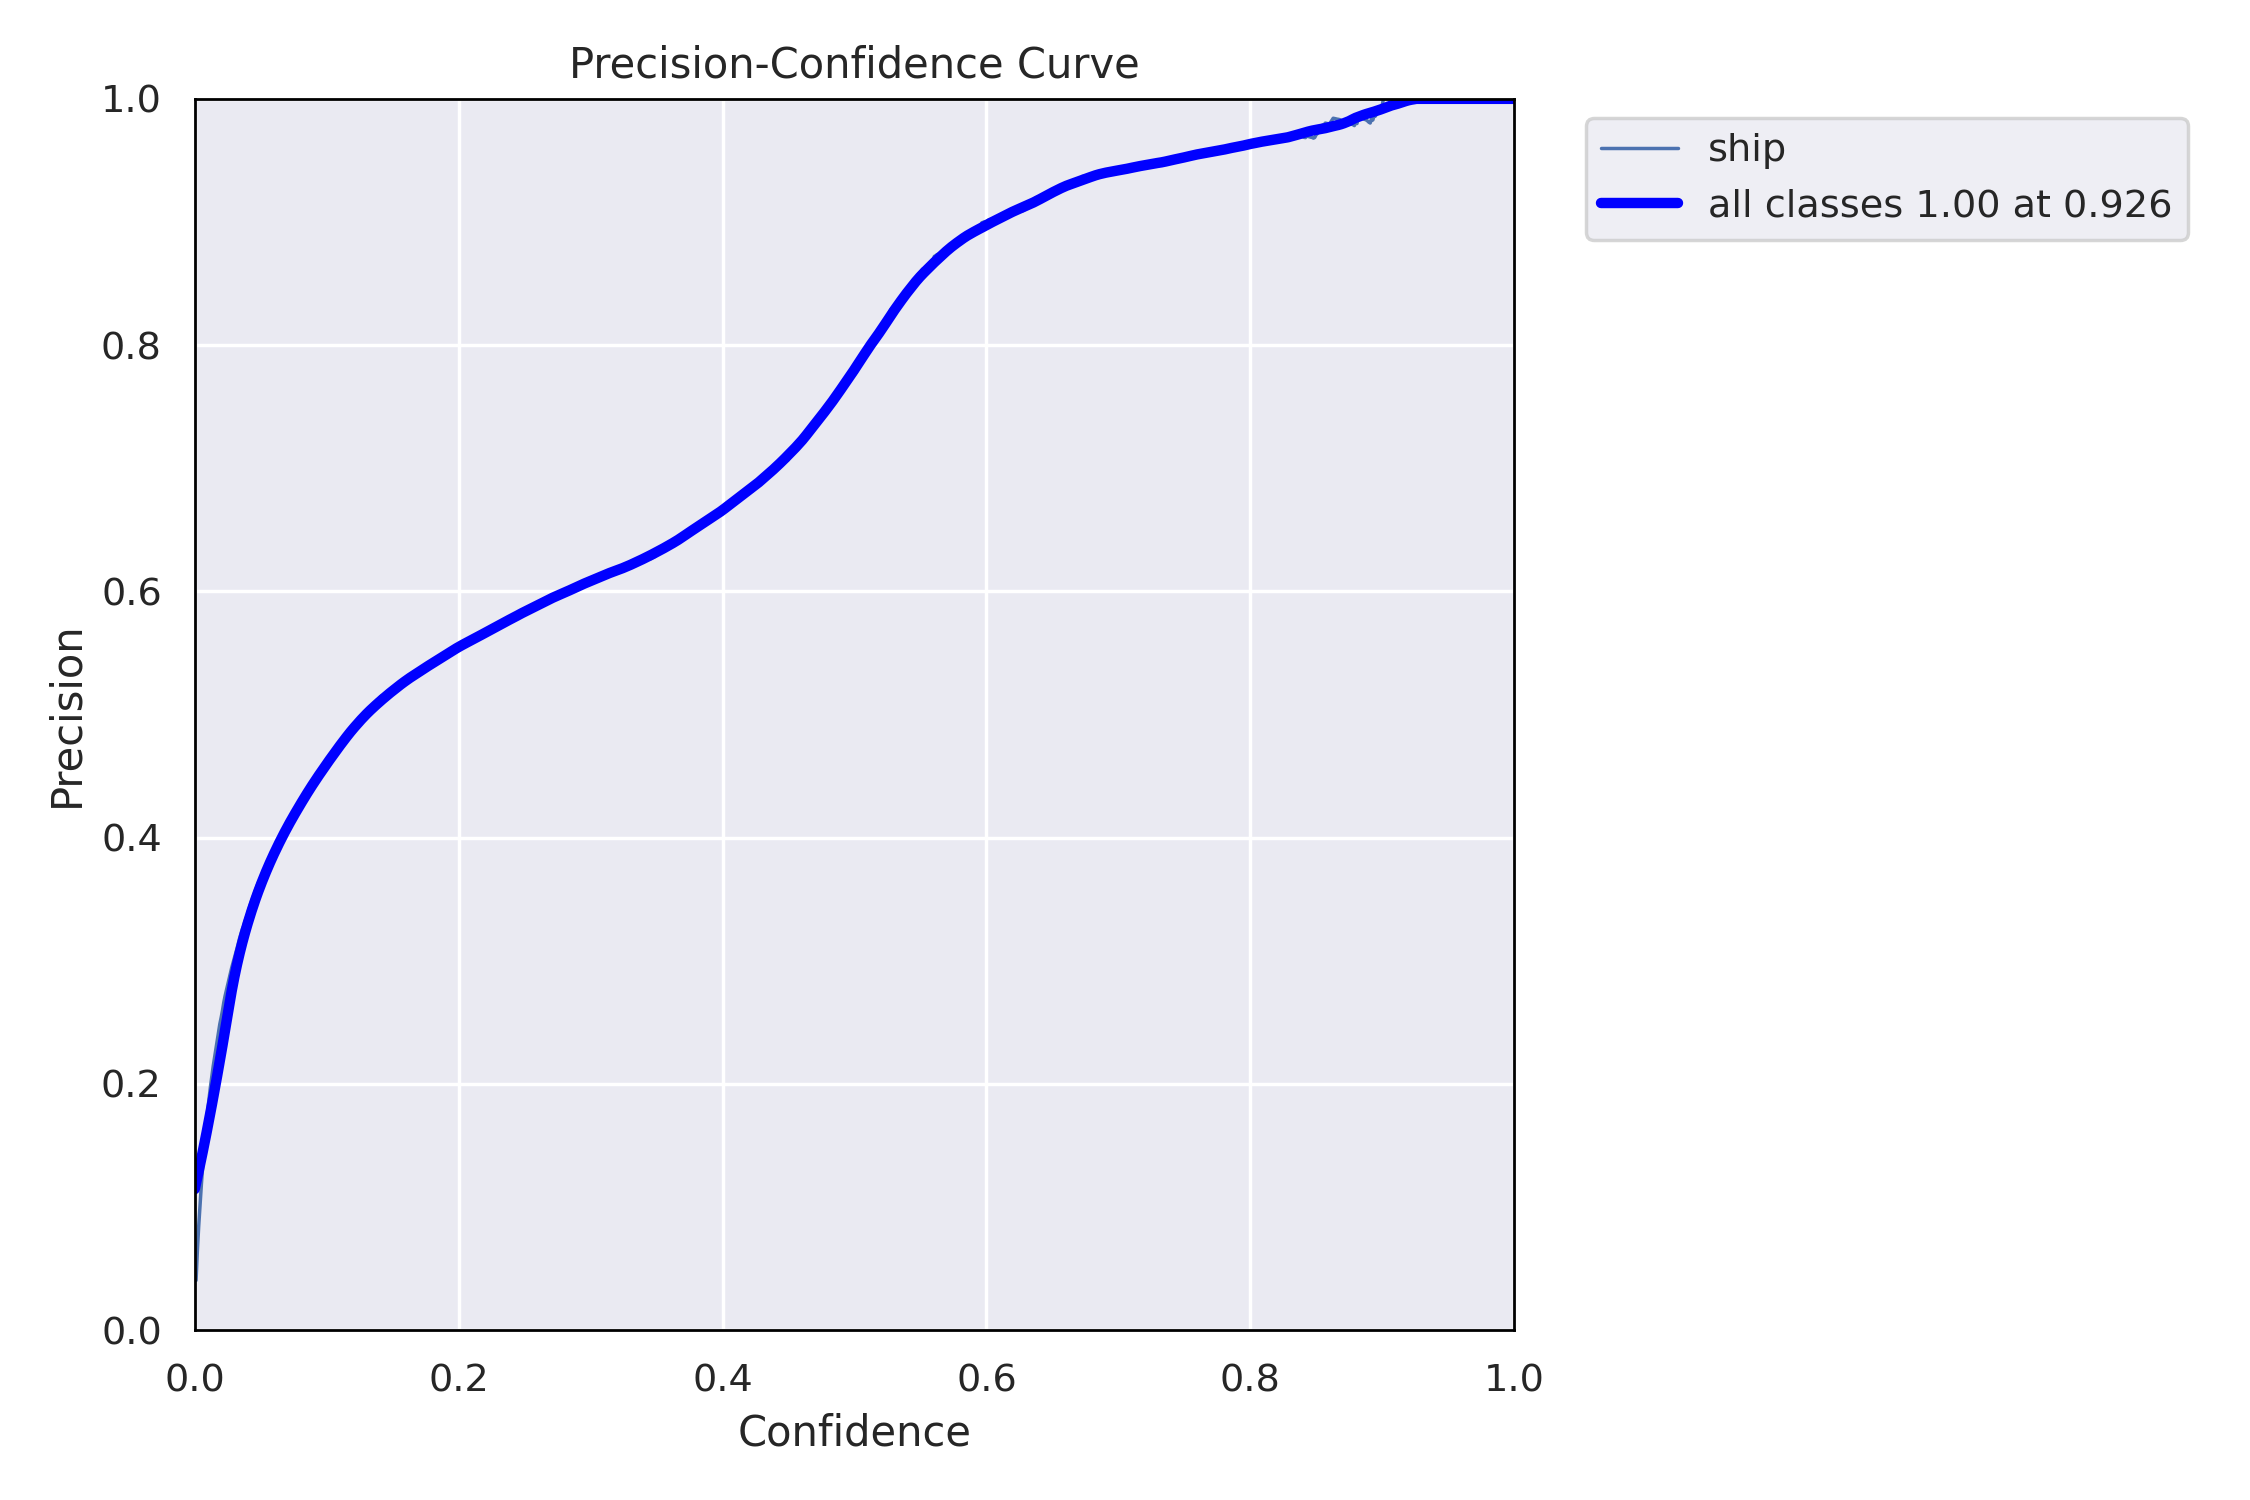 Precision-Confidence Curve
1.0
0.8
0.6
0.4
0.2
0.0
Precision
0.0 0.2 0.4 0.6 0.8 1.0
Confidence
ship
all classes 1.00 at 0.926